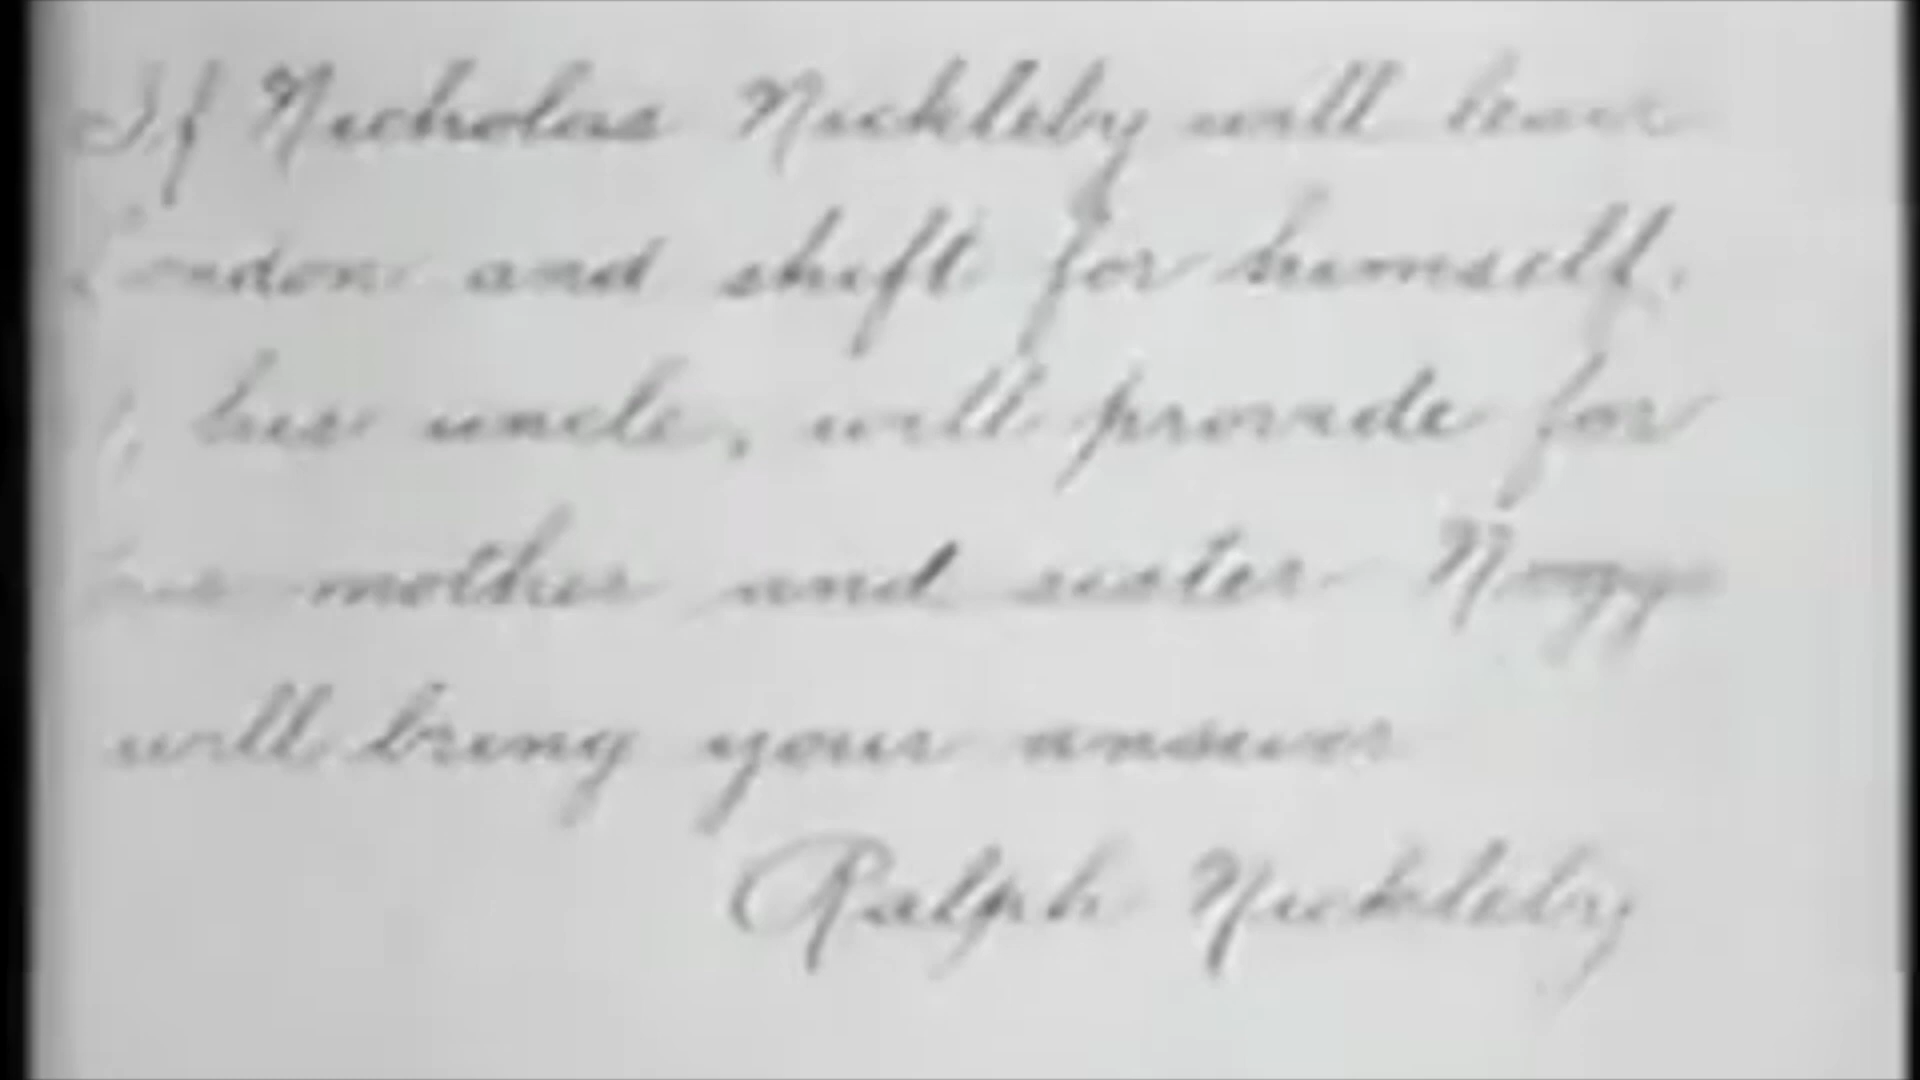 If Nicholas Nickleby will leave
London and shift for himself,
I, his uncle, will provide for
his mother and sister Noggs
will bring your answer
Ralph Nickleby